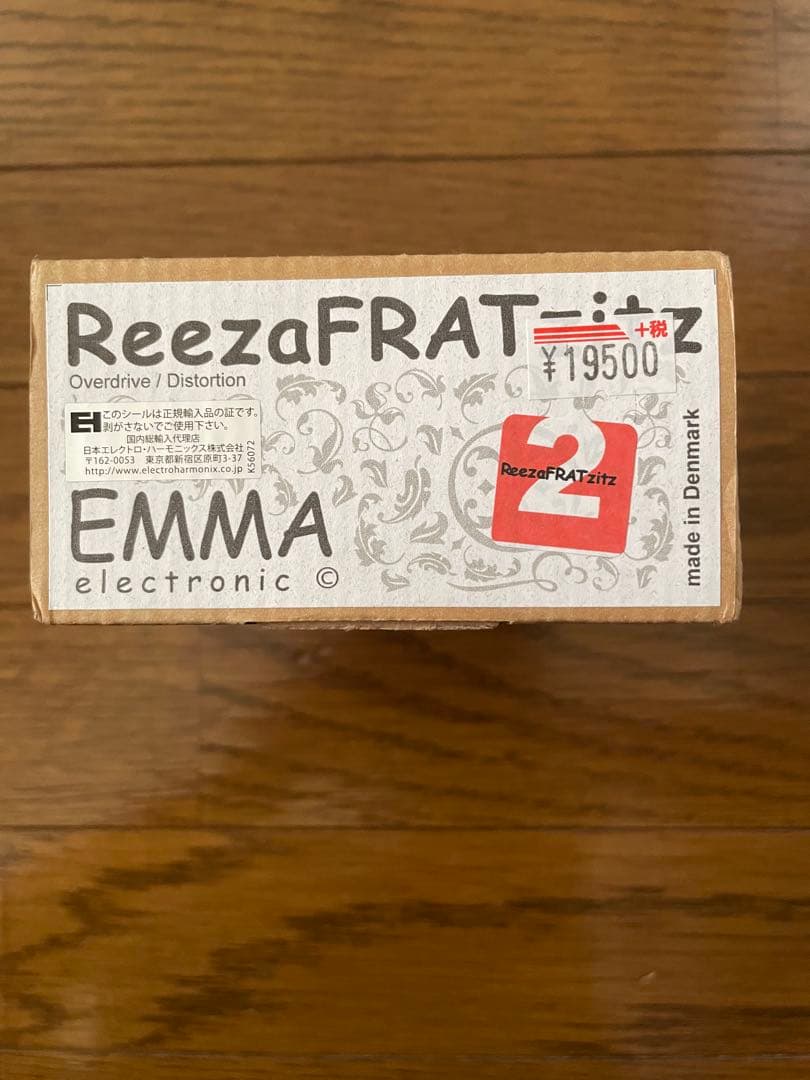 ReezaFRATzitz
+税
¥19500
Overdrive / Distortion
EH
このシールは正規輸入品の証です。
剥がさないでご使用下さい。
国内総輸入代理店
日本エレクトロ・ハーモニックス株式会社
〒162-0053 東京都新宿区原町3-37
http://www.electroharmonix.co.jp
K56072
2
ReezaFRATzitz
EMMA
electronic ©
made in Denmark